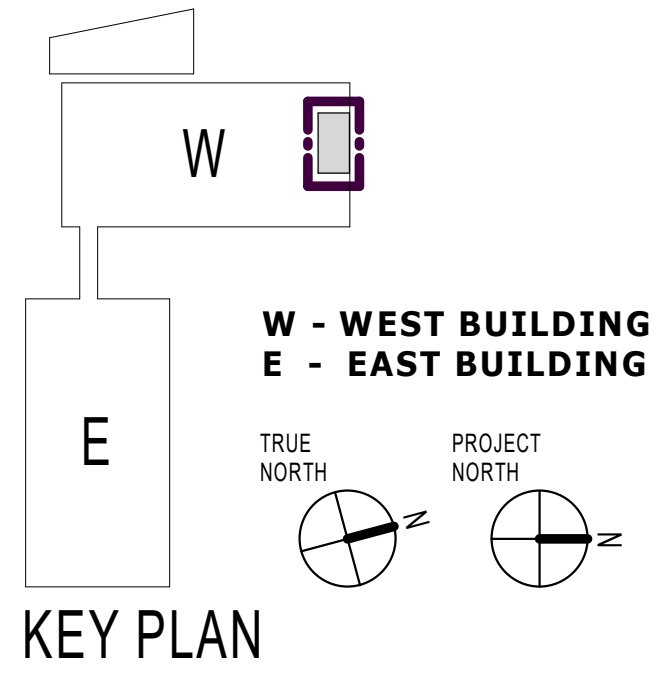 W
W - WEST BUILDING
E - EAST BUILDING
E
TRUE
NORTH
N
PROJECT
NORTH
N
KEY PLAN